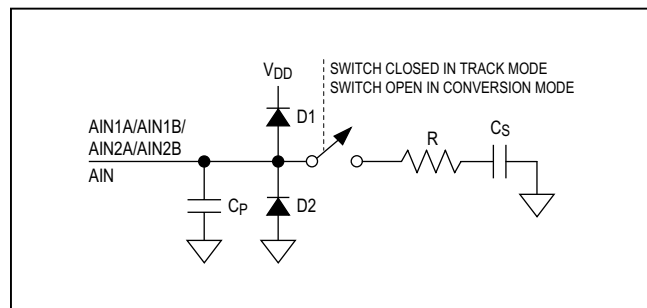 VDD
SWITCH CLOSED IN TRACK MODE
SWITCH OPEN IN CONVERSION MODE
D1
AIN1A/AIN1B/
AIN2A/AIN2B
AIN
R
CS
CP
D2